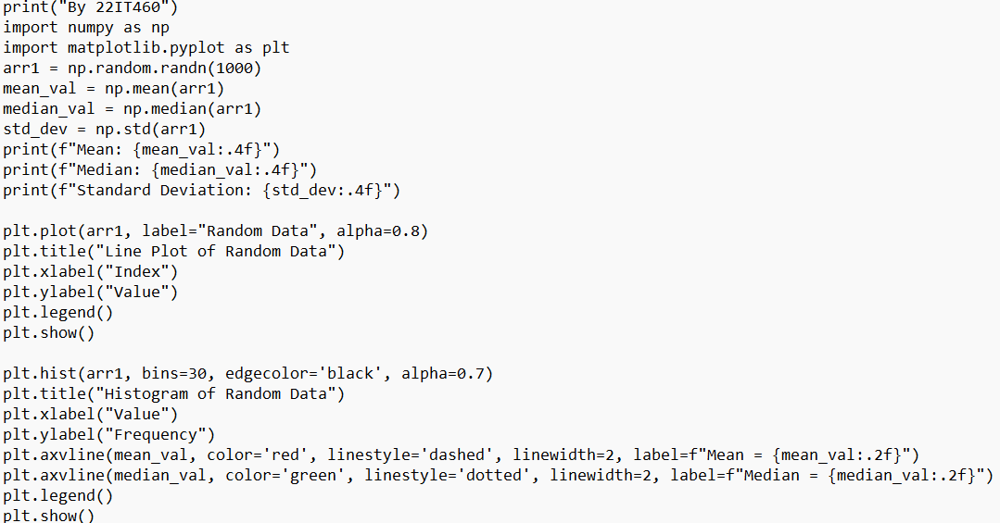 print("By 22IT460")
import numpy as np
import matplotlib.pyplot as plt
arr1 = np.random.randn(1000)
mean_val = np.mean(arr1)
median_val = np.median(arr1)
std_dev = np.std(arr1)
print(f"Mean: {mean_val:.4f}")
print(f"Median: {median_val:.4f}")
print(f"Standard Deviation: {std_dev:.4f}")

plt.plot(arr1, label="Random Data", alpha=0.8)
plt.title("Line Plot of Random Data")
plt.xlabel("Index")
plt.ylabel("Value")
plt.legend()
plt.show()

plt.hist(arr1, bins=30, edgecolor='black', alpha=0.7)
plt.title("Histogram of Random Data")
plt.xlabel("Value")
plt.ylabel("Frequency")
plt.axvline(mean_val, color='red', linestyle='dashed', linewidth=2, label=f"Mean = {mean_val:.2f}")
plt.axvline(median_val, color='green', linestyle='dotted', linewidth=2, label=f"Median = {median_val:.2f}")
plt.legend()
plt.show()